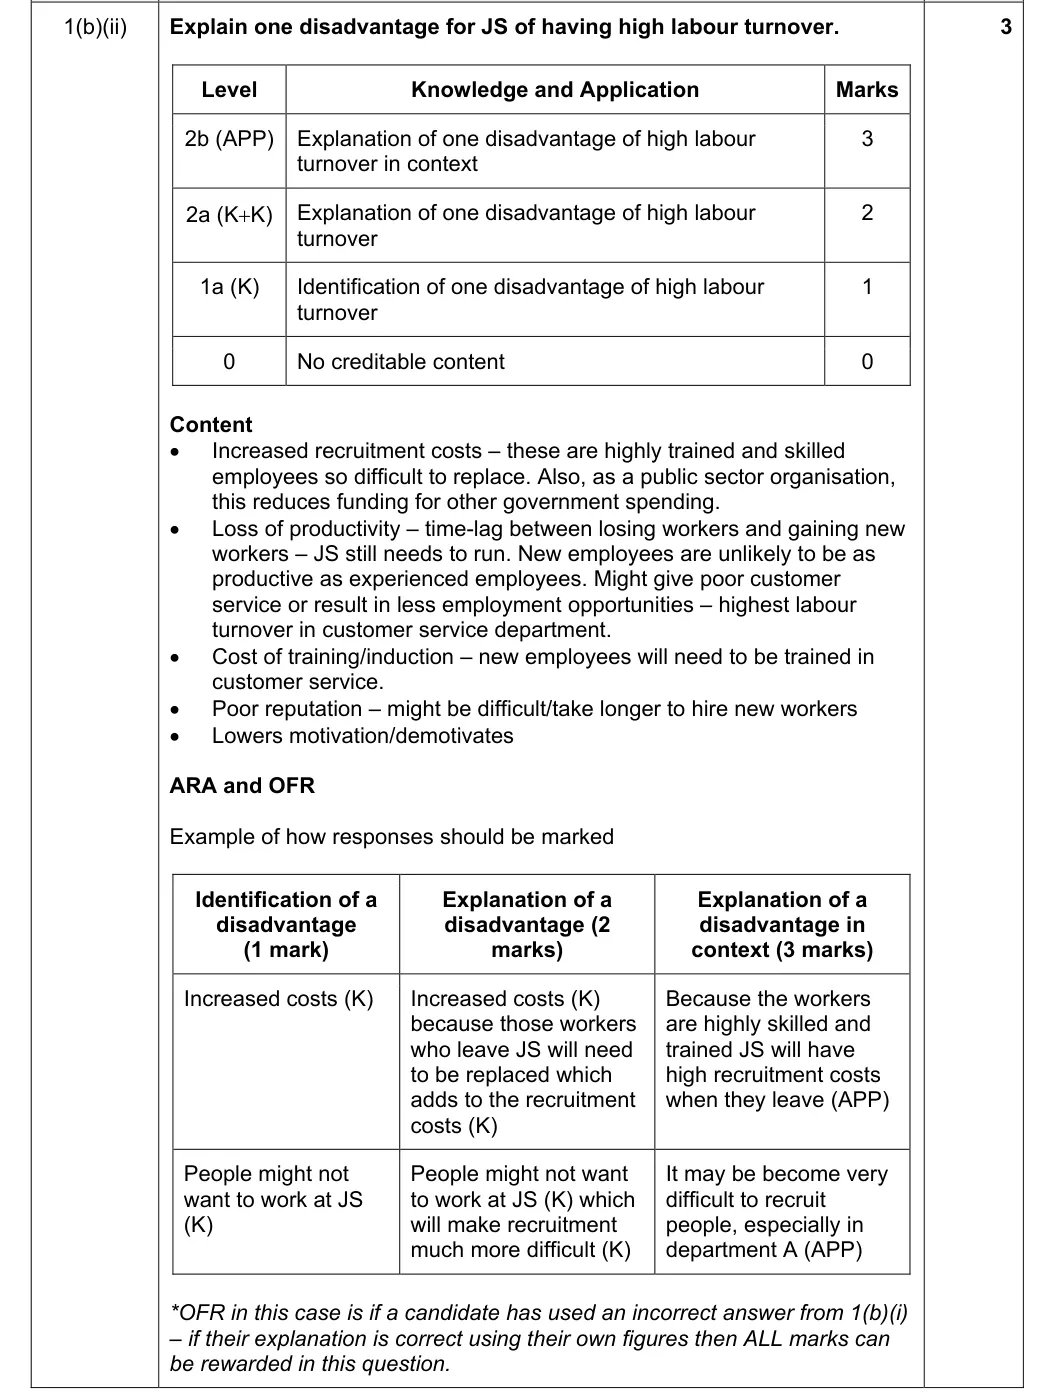 1(b)(ii) Explain one disadvantage for JS of having high labour turnover. 3
Level Knowledge and Application Marks
2b (APP) Explanation of one disadvantage of high labour turnover in context 3
2a (K+K) Explanation of one disadvantage of high labour turnover 2
1a (K) Identification of one disadvantage of high labour turnover 1
0 No creditable content 0
Content
• Increased recruitment costs – these are highly trained and skilled
employees so difficult to replace. Also, as a public sector organisation,
this reduces funding for other government spending.
• Loss of productivity – time-lag between losing workers and gaining new
workers – JS still needs to run. New employees are unlikely to be as
productive as experienced employees. Might give poor customer
service or result in less employment opportunities – highest labour
turnover in customer service department.
• Cost of training/induction – new employees will need to be trained in
customer service.
• Poor reputation – might be difficult/take longer to hire new workers
• Lowers motivation/demotivates
ARA and OFR
Example of how responses should be marked
Identification of a
disadvantage
(1 mark)
Explanation of a
disadvantage (2
marks)
Explanation of a
disadvantage in
context (3 marks)
Increased costs (K)
Increased costs (K)
because those workers
who leave JS will need
to be replaced which
adds to the recruitment
costs (K)
Because the workers
are highly skilled and
trained JS will have
high recruitment costs
when they leave (APP)
People might not
want to work at JS
(K)
People might not want
to work at JS (K) which
will make recruitment
much more difficult (K)
It may be become very
difficult to recruit
people, especially in
department A (APP)
*OFR in this case is if a candidate has used an incorrect answer from 1(b)(i)
– if their explanation is correct using their own figures then ALL marks can
be rewarded in this question.